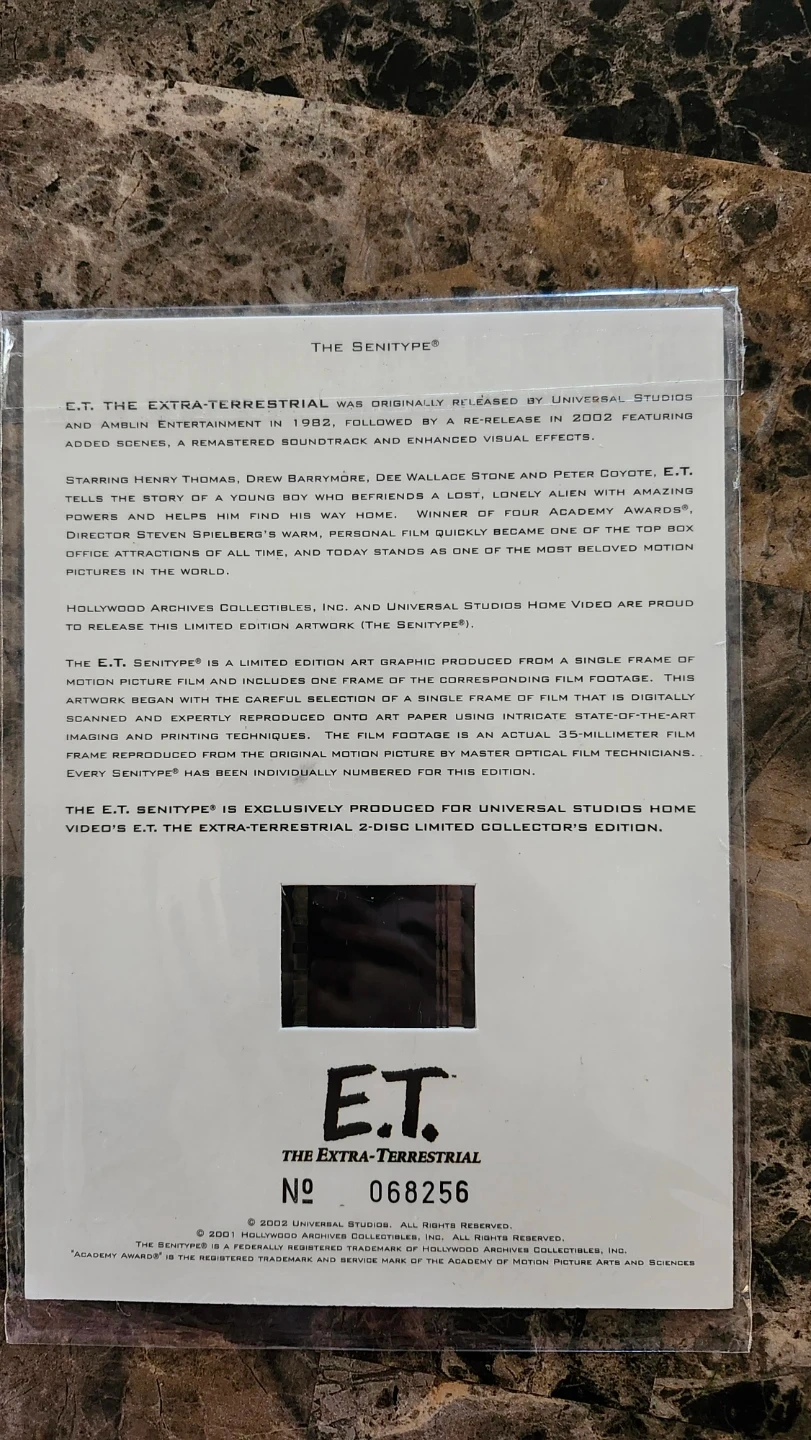 THE SENITYPE®
E.T. THE EXTRA-TERRESTRIAL WAS ORIGINALLY RELEASED BY UNIVERSAL STUDIOS
AND AMBLIN ENTERTAINMENT IN 1982, FOLLOWED BY A RE-RELEASE IN 2002 FEATURING
ADDED SCENES, A REMASTERED SOUNDTRACK AND ENHANCED VISUAL EFFECTS.
STARRING HENRY THOMAS, DREW BARRYMORE, DEE WALLACE STONE AND PETER COYOTE, E.T.
TELLS THE STORY OF A YOUNG BOY WHO BEFRIENDS A LOST, LONELY ALIEN WITH AMAZING
POWERS AND HELPS HIM FIND HIS WAY HOME. WINNER OF FOUR ACADEMY AWARDS®,
DIRECTOR STEVEN SPIELBERG'S WARM, PERSONAL FILM QUICKLY BECAME ONE OF THE TOP BOX
OFFICE ATTRACTIONS OF ALL TIME, AND TODAY STANDS AS ONE OF THE MOST BELOVED MOTION
PICTURES IN THE WORLD.
HOLLYWOOD ARCHIVES COLLECTIBLES, INC. AND UNIVERSAL STUDIOS HOME VIDEO ARE PROUD
TO RELEASE THIS LIMITED EDITION ARTWORK (THE SENITYPE®).
THE E.T. SENITYPE® IS A LIMITED EDITION ART GRAPHIC PRODUCED FROM A SINGLE FRAME OF
MOTION PICTURE FILM AND INCLUDES ONE FRAME OF THE CORRESPONDING FILM FOOTAGE. THIS
ARTWORK BEGAN WITH THE CAREFUL SELECTION OF A SINGLE FRAME OF FILM THAT IS DIGITALLY
SCANNED AND EXPERTLY REPRODUCED ONTO ART PAPER USING INTRICATE STATE-OF-THE-ART
IMAGING AND PRINTING TECHNIQUES. THE FILM FOOTAGE IS AN ACTUAL 35-MILLIMETER FILM
FRAME REPRODUCED FROM THE ORIGINAL MOTION PICTURE BY MASTER OPTICAL FILM TECHNICIANS.
EVERY SENITYPE® HAS BEEN INDIVIDUALLY NUMBERED FOR THIS EDITION.
THE E.T. SENITYPE® IS EXCLUSIVELY PRODUCED FOR UNIVERSAL STUDIOS HOME
VIDEO'S E.T. THE EXTRA-TERRESTRIAL 2-DISC LIMITED COLLECTOR'S EDITION.
E.T.™
THE EXTRA-TERRESTRIAL
Nº 068256
© 2002 UNIVERSAL STUDIOS. ALL RIGHTS RESERVED.
© 2001 HOLLYWOOD ARCHIVES COLLECTIBLES, INC. ALL RIGHTS RESERVED.
THE SENITYPE® IS A FEDERALLY REGISTERED TRADEMARK OF HOLLYWOOD ARCHIVES COLLECTIBLES, INC.
"ACADEMY AWARD®" IS THE REGISTERED TRADEMARK AND SERVICE MARK OF THE ACADEMY OF MOTION PICTURE ARTS AND SCIENCES